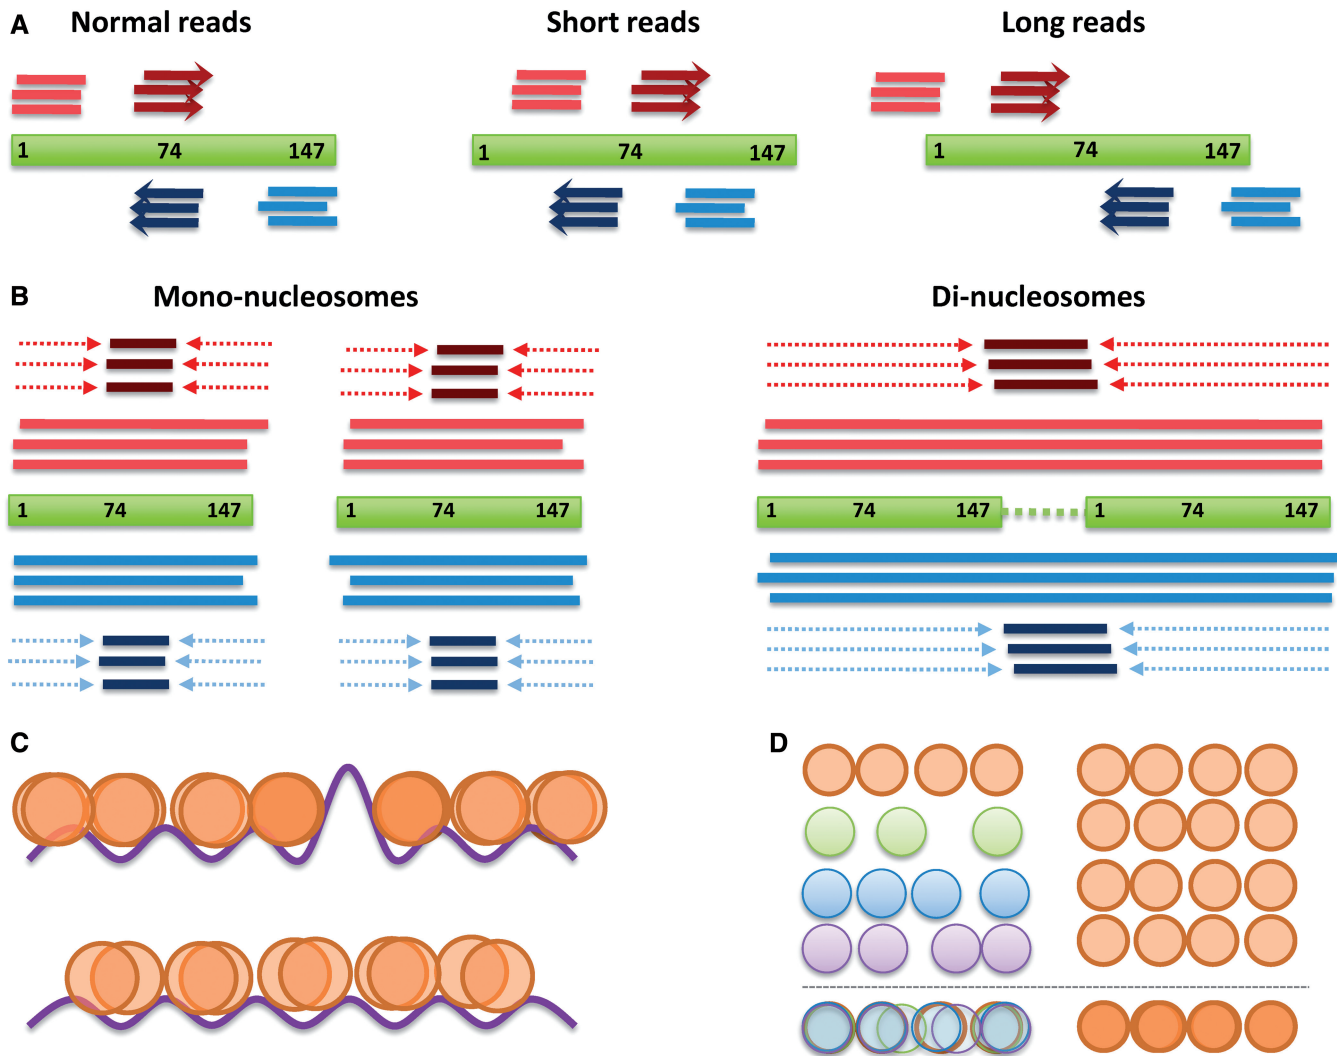 A
Normal reads
Short reads
Long reads
1 74 147
1 74 147
1 74 147
B
Mono-nucleosomes
Di-nucleosomes
1 74 147
1 74 147
1 74 147
1 74 147
C
D